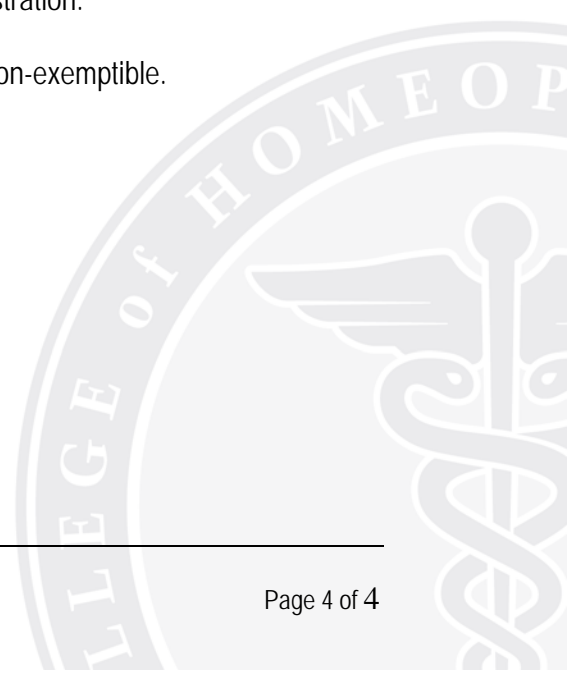 stration.
on-exemptible.
LLEGE of HOMEOP
Page 4 of 4